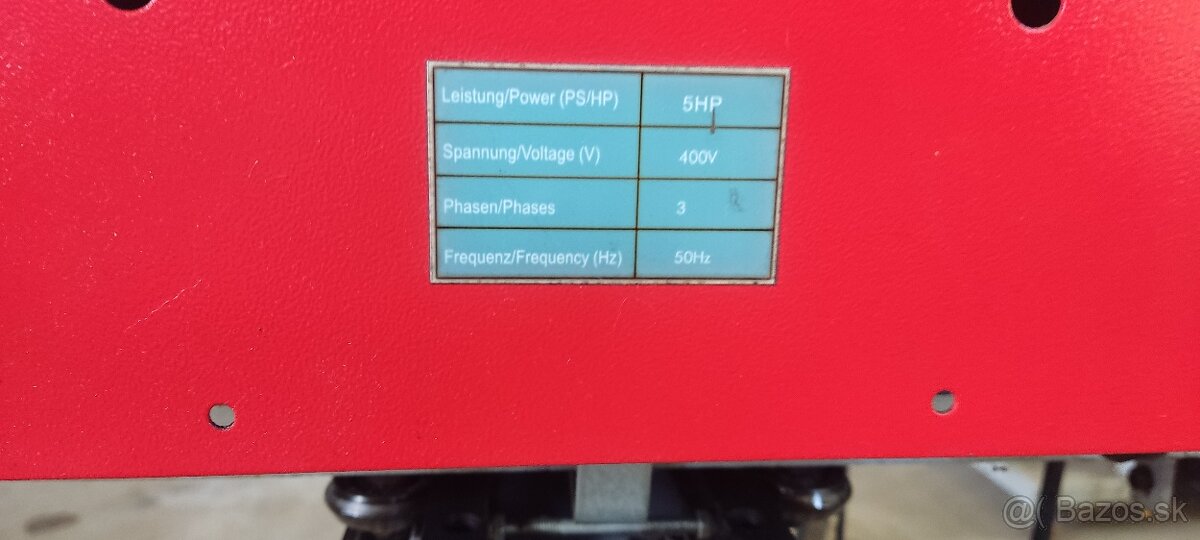 Leistung/Power (PS/HP) 5HP
Spannung/Voltage (V) 400V
Phasen/Phases 3
Frequenz/Frequency (Hz) 50Hz
@( Bazos.sk